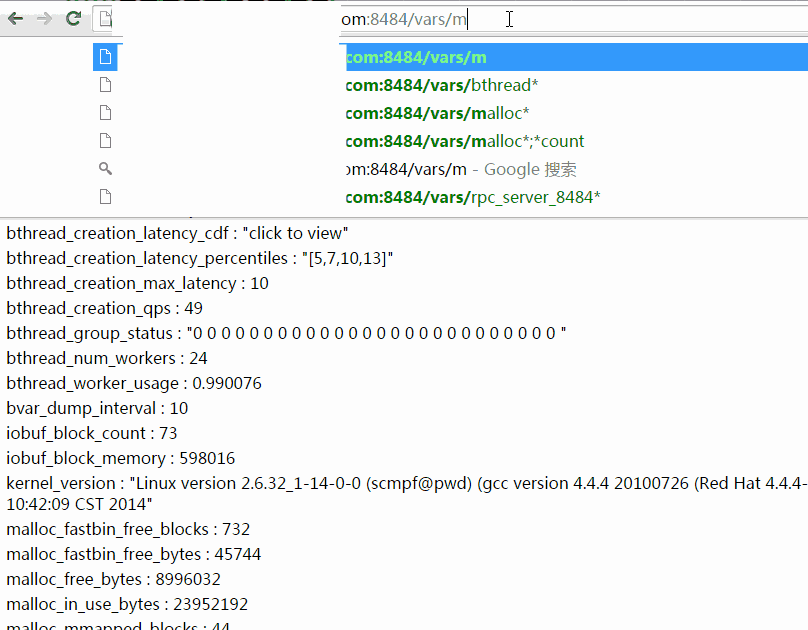 om:8484/vars/m
com:8484/vars/m
com:8484/vars/bthread*
com:8484/vars/malloc*
com:8484/vars/malloc*;*count
om:8484/vars/m - Google 搜索
com:8484/vars/rpc_server_8484*
bthread_creation_latency_cdf : "click to view"
bthread_creation_latency_percentiles : "[5,7,10,13]"
bthread_creation_max_latency : 10
bthread_creation_qps : 49
bthread_group_status : "0 0 0 0 0 0 0 0 0 0 0 0 0 0 0 0 0 0 0 0 0 0 0 0 0 0 "
bthread_num_workers : 24
bthread_worker_usage : 0.990076
bvar_dump_interval : 10
iobuf_block_count : 73
iobuf_block_memory : 598016
kernel_version : "Linux version 2.6.32_1-14-0-0 (scmpf@pwd) (gcc version 4.4.4 20100726 (Red Hat 4.4.4-
10:42:09 CST 2014"
malloc_fastbin_free_blocks : 732
malloc_fastbin_free_bytes : 45744
malloc_free_bytes : 8996032
malloc_in_use_bytes : 23952192
malloc_mmapped_blocks : 44